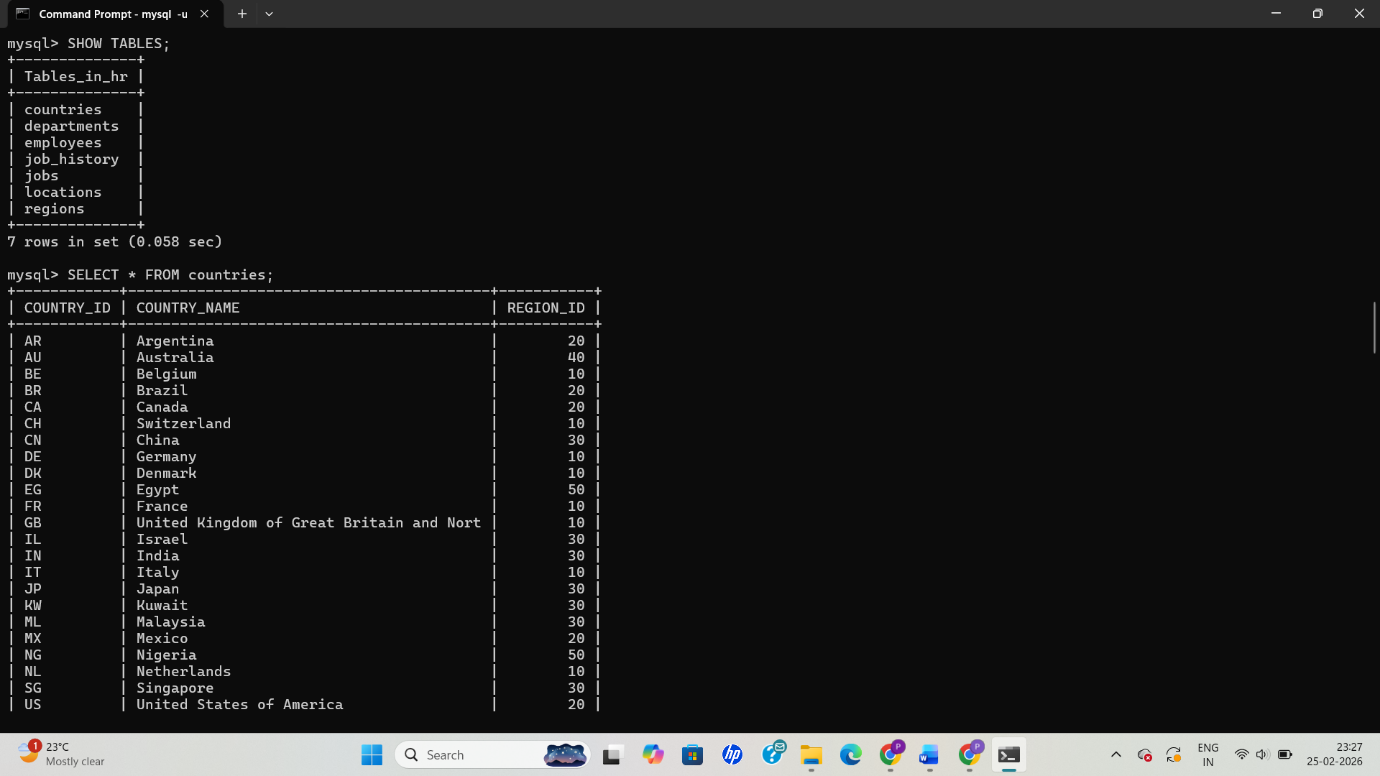 Command Prompt - mysql -u
mysql> SHOW TABLES;
+--------------+
| Tables_in_hr |
+--------------+
| countries    |
| departments  |
| employees    |
| job_history  |
| jobs         |
| locations    |
| regions      |
+--------------+
7 rows in set (0.058 sec)
mysql> SELECT * FROM countries;
+------------+------------------------------------------+-----------+
| COUNTRY_ID | COUNTRY_NAME                             | REGION_ID |
+------------+------------------------------------------+-----------+
| AR         | Argentina                                |        20 |
| AU         | Australia                                |        40 |
| BE         | Belgium                                  |        10 |
| BR         | Brazil                                   |        20 |
| CA         | Canada                                   |        20 |
| CH         | Switzerland                              |        10 |
| CN         | China                                    |        30 |
| DE         | Germany                                  |        10 |
| DK         | Denmark                                  |        10 |
| EG         | Egypt                                    |        50 |
| FR         | France                                   |        10 |
| GB         | United Kingdom of Great Britain and Nort |        10 |
| IL         | Israel                                   |        30 |
| IN         | India                                    |        30 |
| IT         | Italy                                    |        10 |
| JP         | Japan                                    |        30 |
| KW         | Kuwait                                   |        30 |
| ML         | Malaysia                                 |        30 |
| MX         | Mexico                                   |        20 |
| NG         | Nigeria                                  |        50 |
| NL         | Netherlands                              |        10 |
| SG         | Singapore                                |        30 |
| US         | United States of America                 |        20 |
1
23°C
Mostly clear
Search
hp
P
W
P
ENG
IN
23:27
25-02-2026